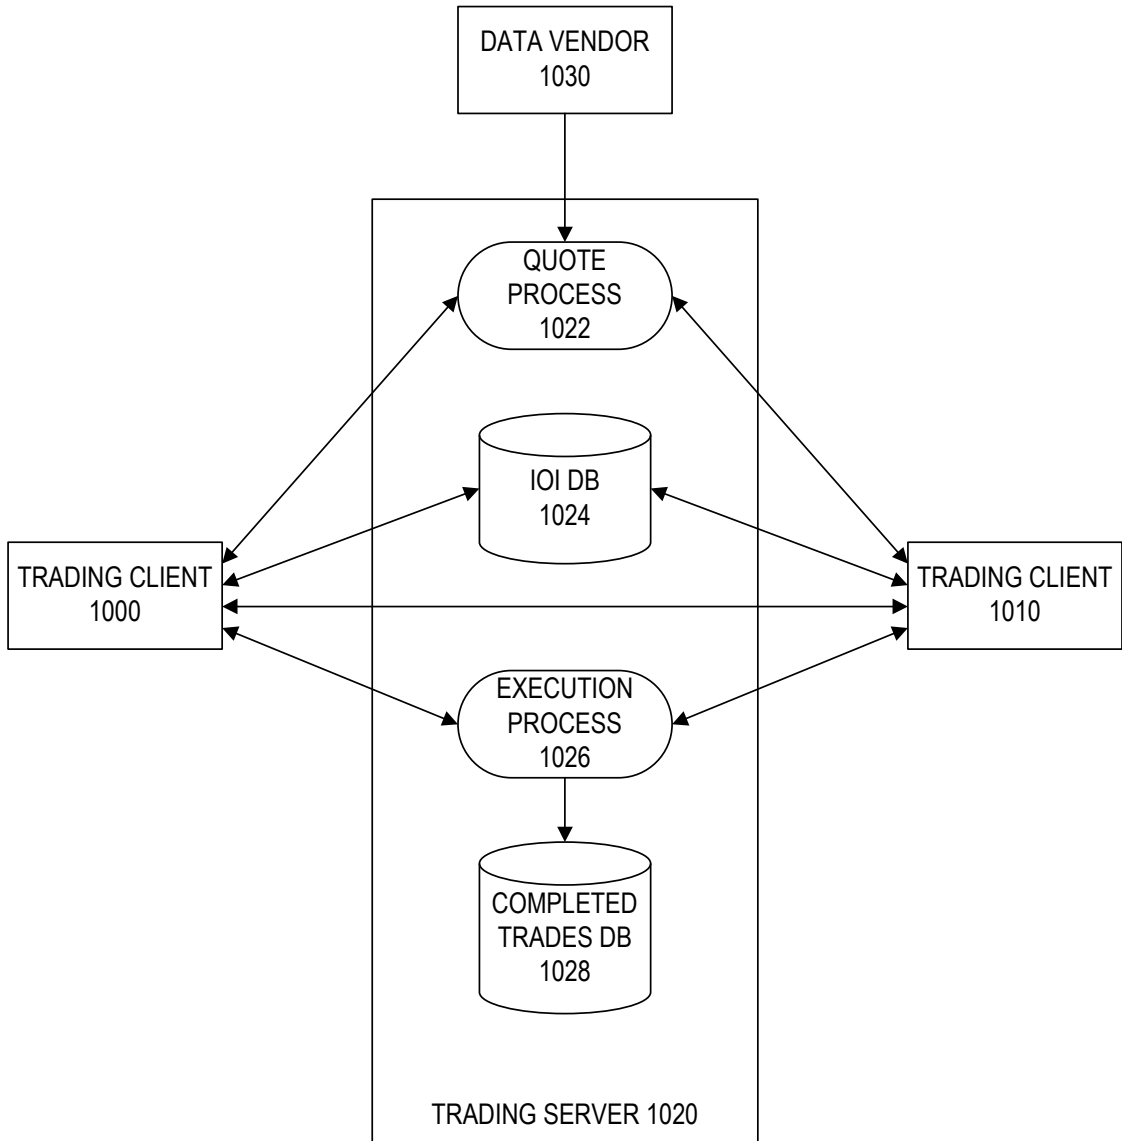 DATA VENDOR
1030
QUOTE
PROCESS
1022
IOI DB
1024
TRADING CLIENT
1000
TRADING CLIENT
1010
EXECUTION
PROCESS
1026
COMPLETED
TRADES DB
1028
TRADING SERVER 1020